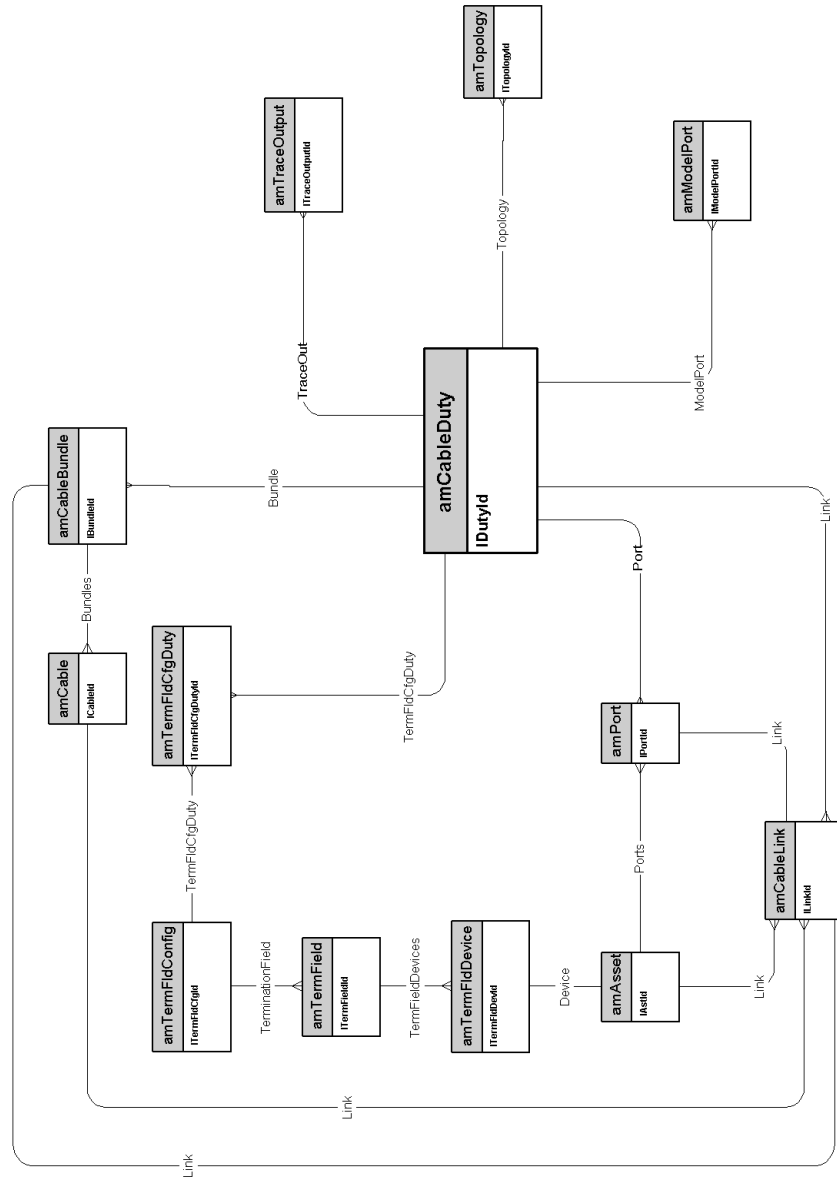 Link
Link
amCable
lCableId
Bundles
amCableBundle
lBundleId
amTermFldConfig
lTermFldCfgId
TermFldCfgDuty
amTermFldCfgDuty
lTermFldCfgDutyId
TerminationField
Bundle
amTraceOutput
lTraceOutputId
amTermField
lTermFieldId
TraceOut
TermFieldDevices
TermFldCfgDuty
amTermFldDevice
lTermFldDevId
amCableDuty
lDutyId
amTopology
lTopologyId
Topology
Device
amAsset
lAstId
Ports
amPort
lPortId
Port
amModelPort
lModelPortId
ModelPort
Link
Link
amCableLink
lLinkId
Link